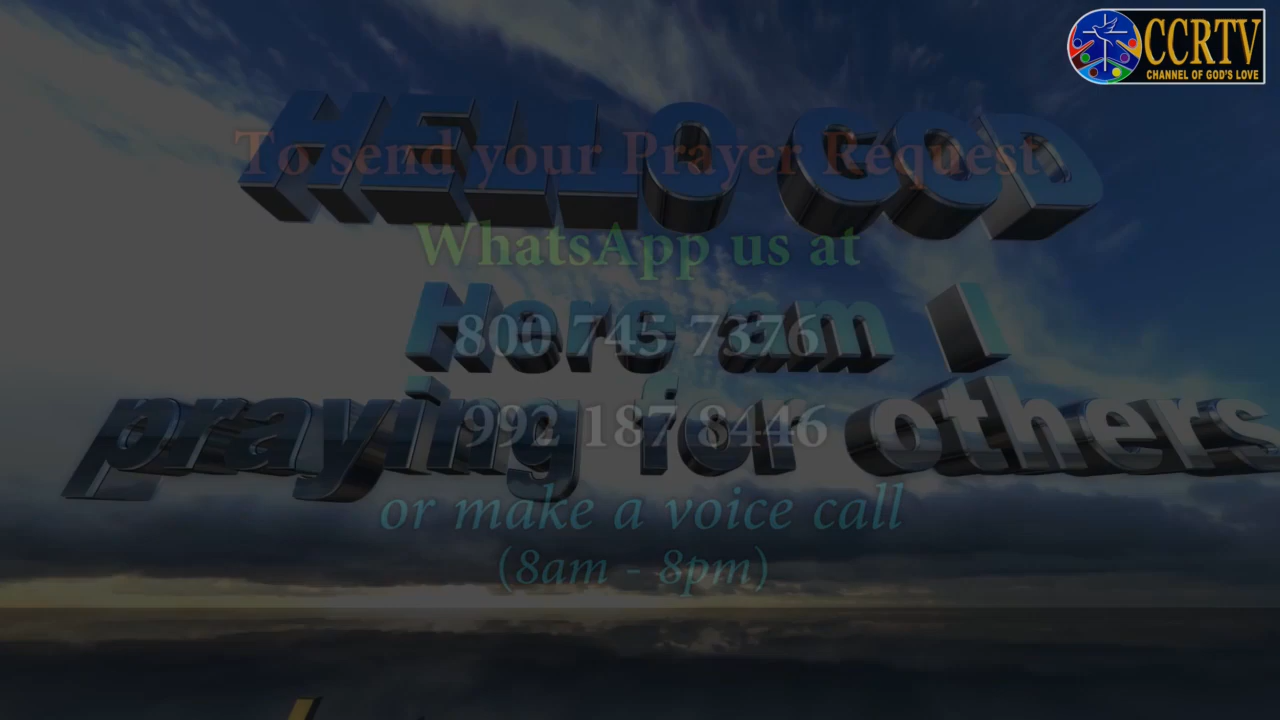 CCRTV
CHANNEL OF GOD'S LOVE
HELLO GOD
To send your Prayer Request
WhatsApp us at
Here am I
800 745 7376
praying for others
992 187 8446
or make a voice call
(8am - 8pm)